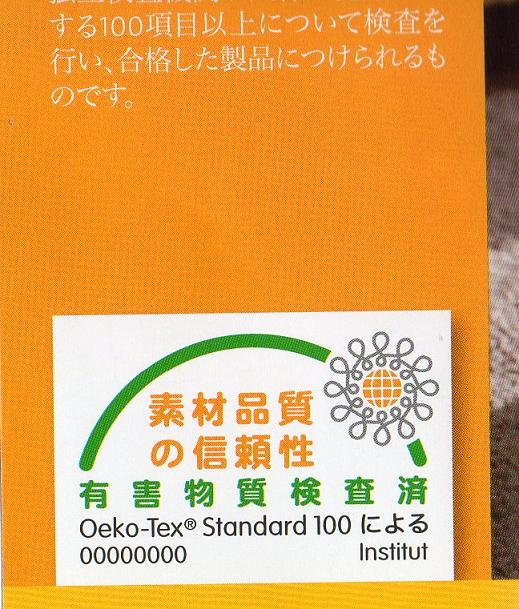 する100項目以上について検査を
行い、合格した製品につけられるも
のです。
素材品質
の信頼性
有害物質検査済
Oeko-Tex® Standard 100 による
00000000 Institut